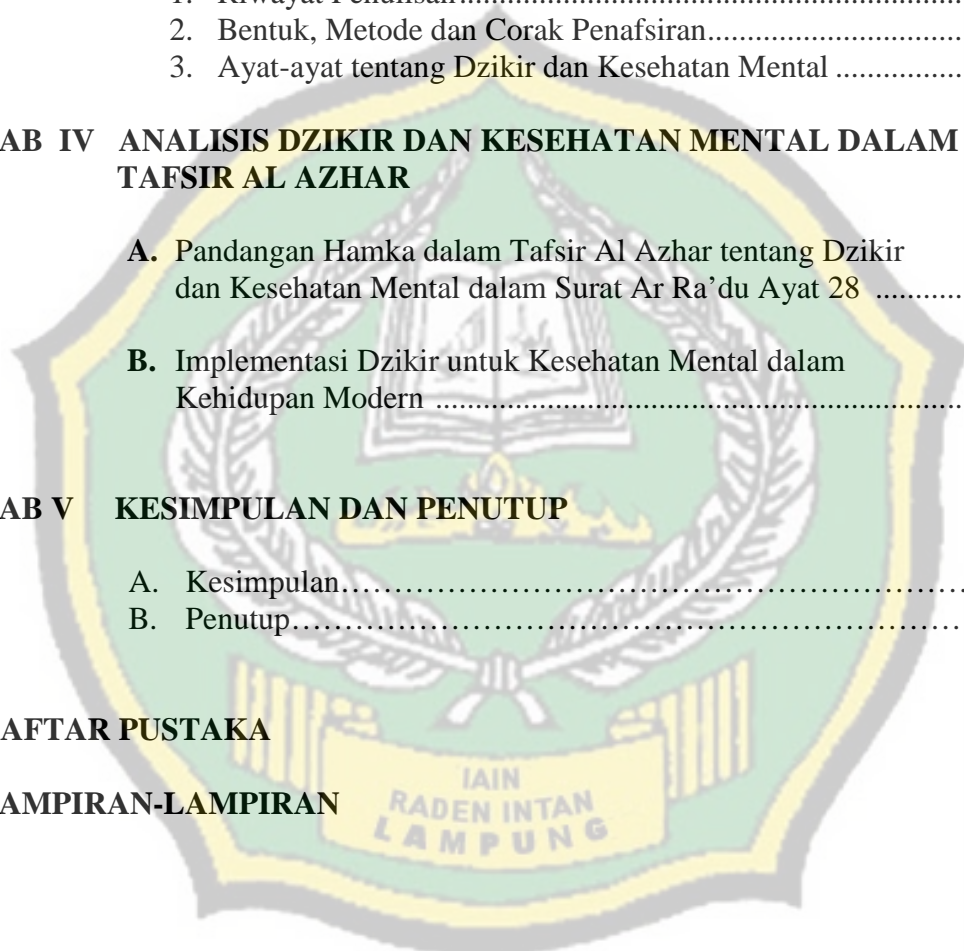 2. Bentuk, Metode dan Corak Penafsiran.................................
3. Ayat-ayat tentang Dzikir dan Kesehatan Mental ................
AB IV ANALISIS DZIKIR DAN KESEHATAN MENTAL DALAM
TAFSIR AL AZHAR
A. Pandangan Hamka dalam Tafsir Al Azhar tentang Dzikir
dan Kesehatan Mental dalam Surat Ar Ra’du Ayat 28 ...........
B. Implementasi Dzikir untuk Kesehatan Mental dalam
Kehidupan Modern ....................................................................
AB V KESIMPULAN DAN PENUTUP
A. Kesimpulan…………………………………………………………….
B. Penutup…………………………………………………………………
AFTAR PUSTAKA
AMPIRAN-LAMPIRAN
IAIN
RADEN INTAN
LAMPUNG